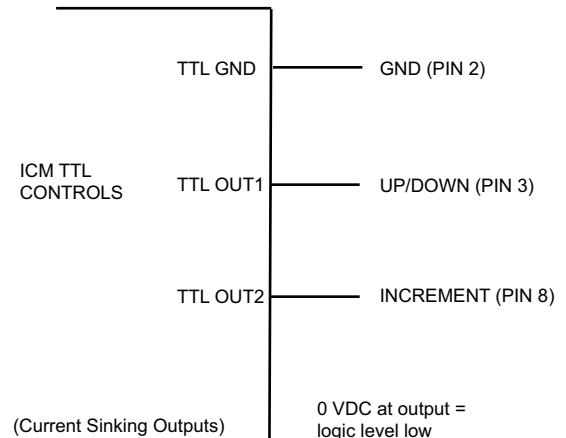 TTL GND
GND (PIN 2)
ICM TTL
CONTROLS
TTL OUT1
UP/DOWN (PIN 3)
TTL OUT2
INCREMENT (PIN 8)
(Current Sinking Outputs)
0 VDC at output =
logic level low